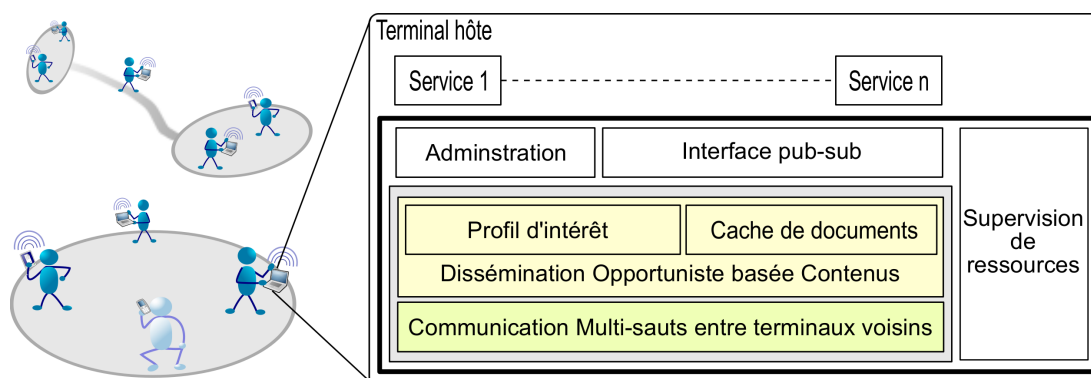 Terminal hôte
Service 1
Service n
Adminstration
Interface pub-sub
Profil d'intérêt
Cache de documents
Dissémination Opportuniste basée Contenus
Communication Multi-sauts entre terminaux voisins
Supervision
de
ressources